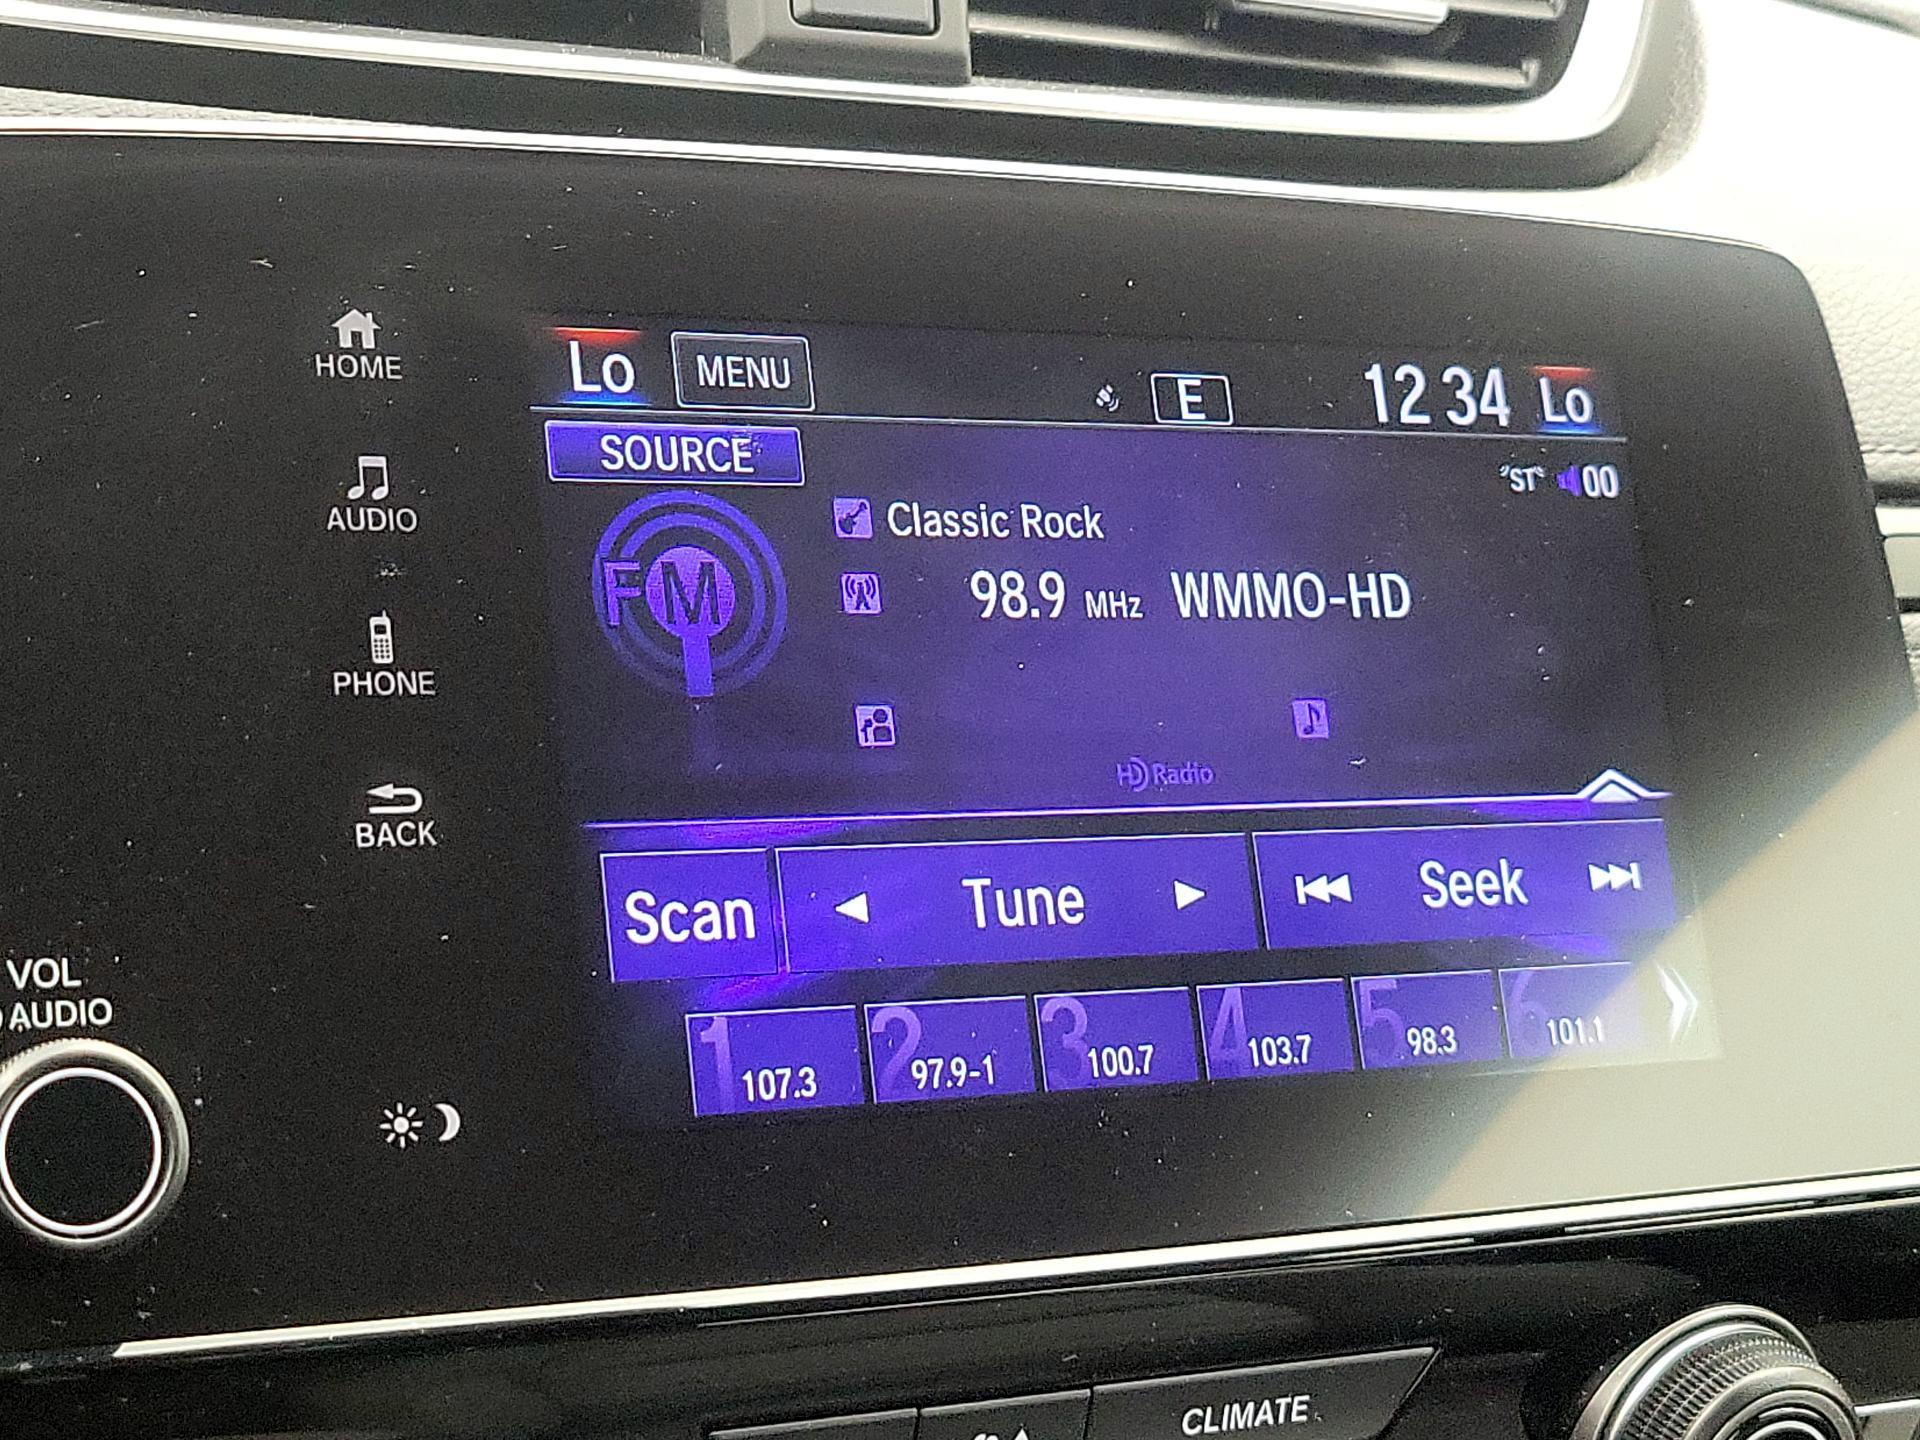 HOME
AUDIO
PHONE
BACK
VOL
AUDIO
Lo MENU E 12 34 Lo
SOURCE
"ST" 00
FM
Classic Rock
98.9 MHz WMMO-HD
HD Radio
Scan Tune Seek
1 107.3 2 97.9-1 3 100.7 4 103.7 5 98.3 6 101.1
CLIMATE